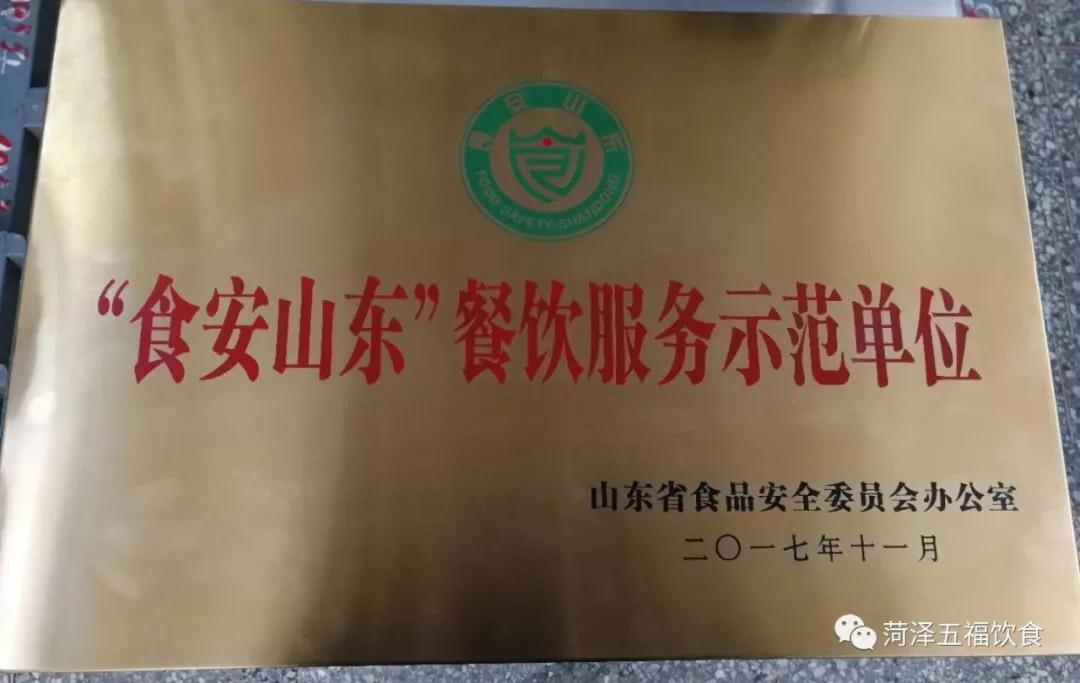 食安山东
FOOD SAFETY·SHANDONG
“食安山东”餐饮服务示范单位
山东省食品安全委员会办公室
二〇一七年十一月
菏泽五福饮食